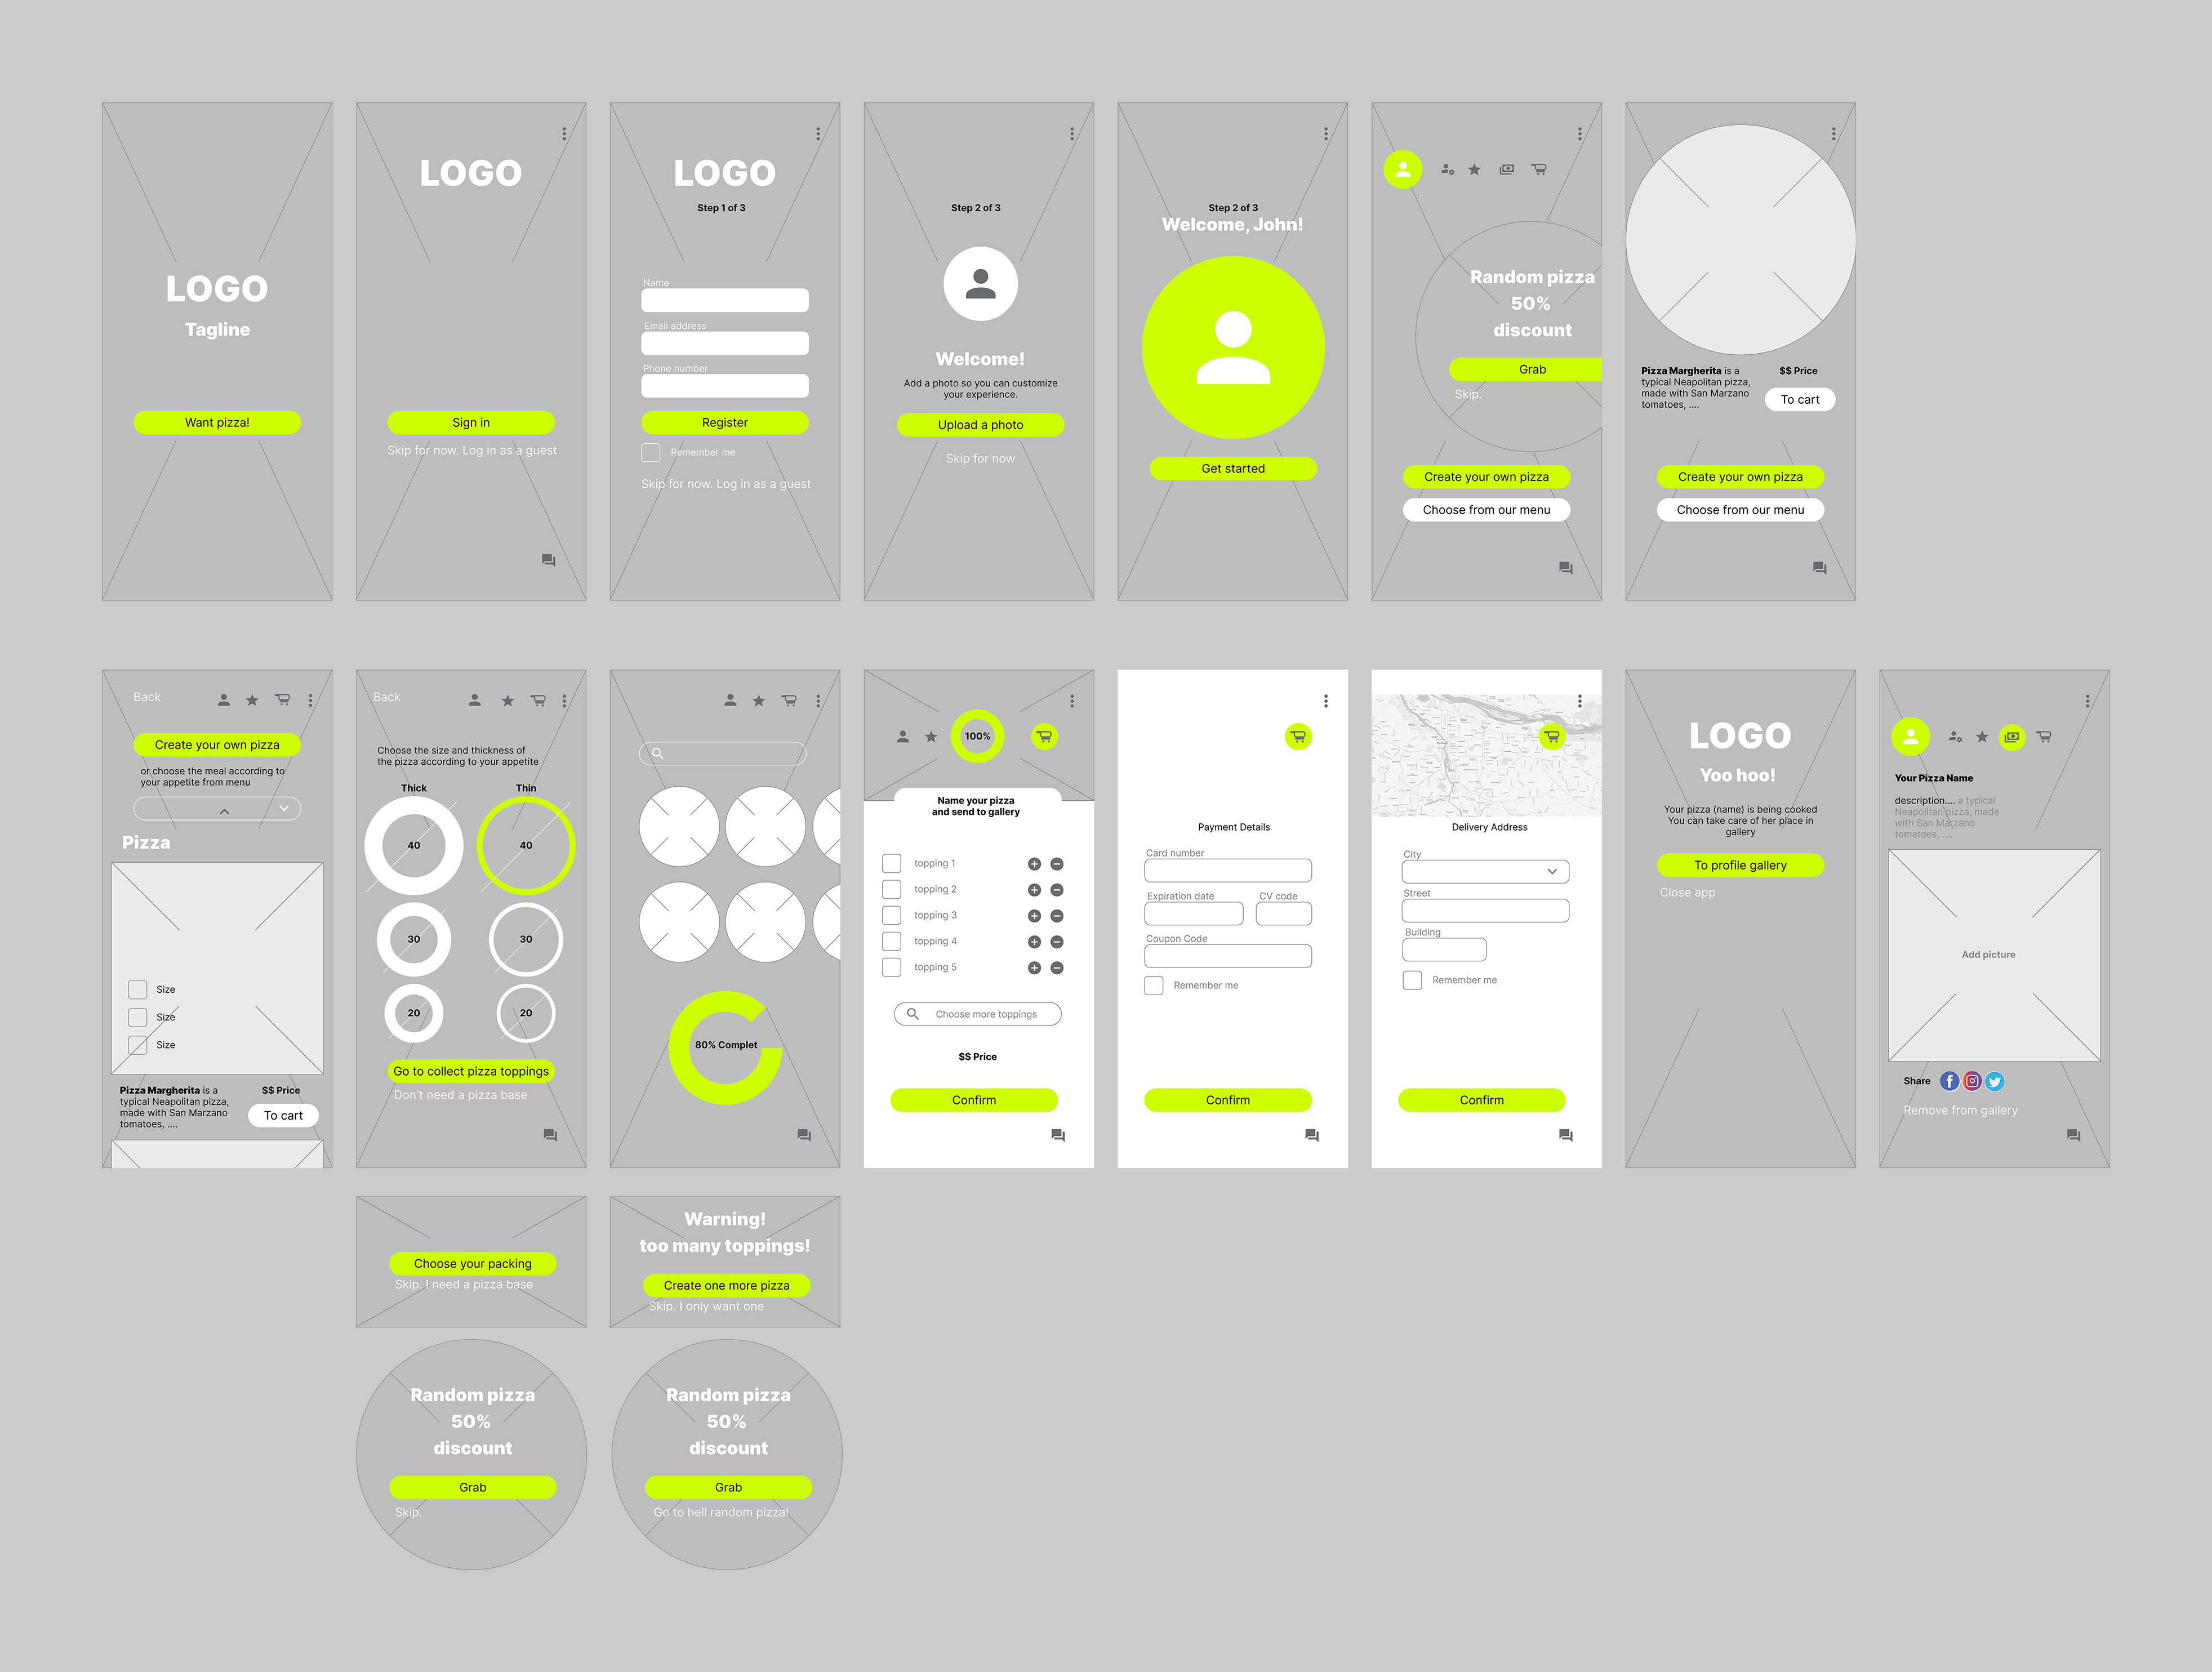 LOGO
Tagline
Want pizza!
LOGO
Sign in
Skip for now. Log in as a guest
LOGO
Step 1 of 3
Name
Email address
Phone number
Register
Remember me
Skip for now. Log in as a guest
Step 2 of 3
Welcome!
Add a photo so you can customize
your experience.
Upload a photo
Skip for now
Step 2 of 3
Welcome, John!
Get started
Random pizza
50%
discount
Grab
Skip.
Create your own pizza
Choose from our menu
Pizza Margherita is a
typical Neapolitan pizza,
made with San Marzano
tomatoes, ....
$$ Price
To cart
Create your own pizza
Choose from our menu
Back
Create your own pizza
or choose the meal according to
your appetite from menu
Pizza
Size
Size
Size
Pizza Margherita is a
typical Neapolitan pizza,
made with San Marzano
tomatoes, ....
$$ Price
To cart
Back
Choose the size and thickness of
the pizza according to your appetite
Thick
Thin
40
40
30
30
20
20
Go to collect pizza toppings
Don't need a pizza base
80% Complet
100%
Name your pizza
and send to gallery
topping 1
topping 2
topping 3
topping 4
topping 5
Choose more toppings
$$ Price
Confirm
Payment Details
Card number
Expiration date
CV code
Coupon Code
Remember me
Confirm
Delivery Address
City
Street
Building
Remember me
Confirm
LOGO
Yoo hoo!
Your pizza (name) is being cooked
You can take care of her place in
gallery
To profile gallery
Close app
Your Pizza Name
description.... a typical
Neapolitan pizza, made
with San Marzano
tomatoes, ....
Add picture
Share
Remove from gallery
Choose your packing
Skip. I need a pizza base
Warning!
too many toppings!
Create one more pizza
Skip. I only want one
Random pizza
50%
discount
Grab
Skip.
Random pizza
50%
discount
Grab
Go to hell random pizza!